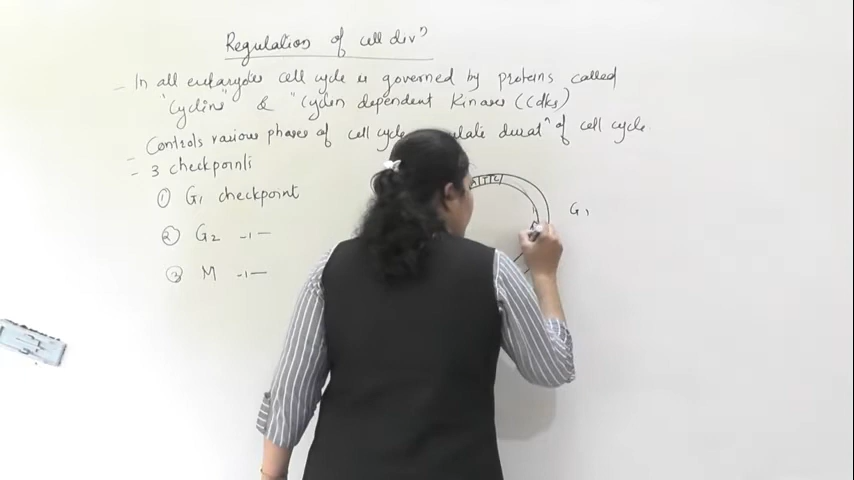 Regulation of cell divⁿ
- In all eukaryotes cell cycle is governed by proteins called
"Cyclins" & "Cyclin dependent Kinases (Cdks)
- Controls various phases of cell cycle ulate duratⁿ of cell cycle.
- 3 checkpoints
① G₁ checkpoint
② G₂ -ı-
③ M -ı-
A T C
G₁